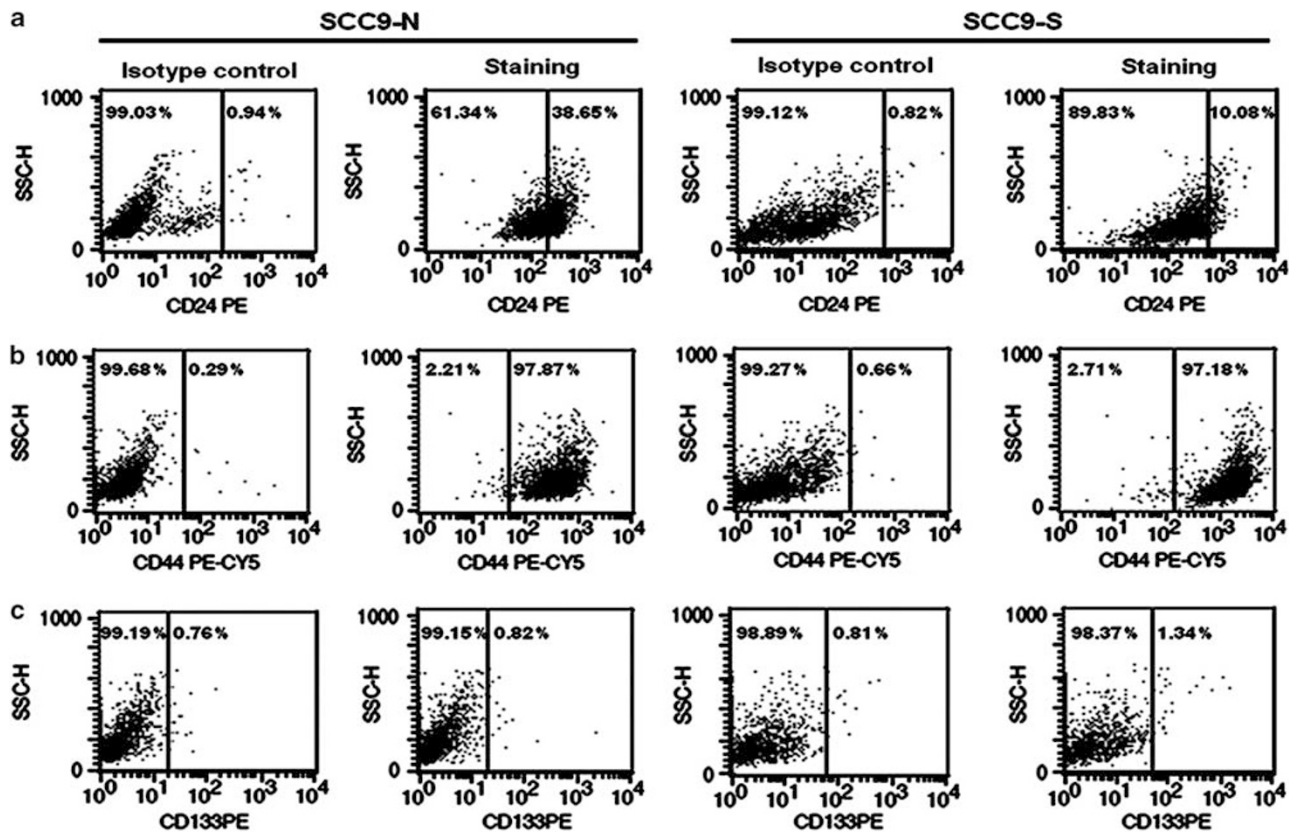 a
SCC9-N SCC9-S
Isotype control Staining Isotype control Staining
1000 1000 1000 1000
99.03% 0.94% 61.34% 38.65% 99.12% 0.82% 89.83% 10.08%
SSC-H SSC-H SSC-H SSC-H
0 0 0 0
10⁰ 10¹ 10² 10³ 10⁴ 10⁰ 10¹ 10² 10³ 10⁴ 10⁰ 10¹ 10² 10³ 10⁴ 10⁰ 10¹ 10² 10³ 10⁴
CD24 PE CD24 PE CD24 PE CD24 PE
b
1000 1000 1000 1000
99.68% 0.29% 2.21% 97.87% 99.27% 0.66% 2.71% 97.18%
SSC-H SSC-H SSC-H SSC-H
0 0 0 0
10⁰ 10¹ 10² 10³ 10⁴ 10⁰ 10¹ 10² 10³ 10⁴ 10⁰ 10¹ 10² 10³ 10⁴ 10⁰ 10¹ 10² 10³ 10⁴
CD44 PE-CY5 CD44 PE-CY5 CD44 PE-CY5 CD44 PE-CY5
c
1000 1000 1000 1000
99.19% 0.76% 99.15% 0.82% 98.89% 0.81% 98.37% 1.34%
SSC-H SSC-H SSC-H SSC-H
0 0 0 0
10⁰ 10¹ 10² 10³ 10⁴ 10⁰ 10¹ 10² 10³ 10⁴ 10⁰ 10¹ 10² 10³ 10⁴ 10⁰ 10¹ 10² 10³ 10⁴
CD133PE CD133PE CD133PE CD133PE